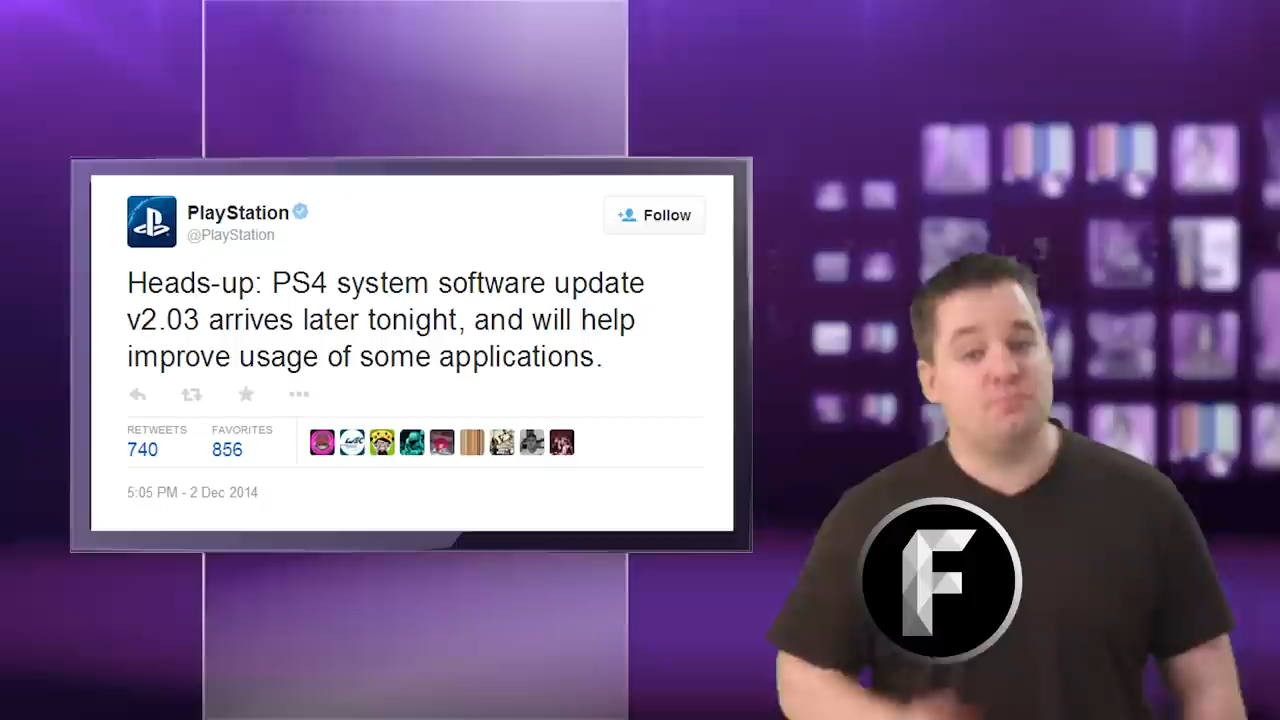 PlayStation
@PlayStation
Follow
Heads-up: PS4 system software update
v2.03 arrives later tonight, and will help
improve usage of some applications.
RETWEETS
740
FAVORITES
856
5:05 PM - 2 Dec 2014
F